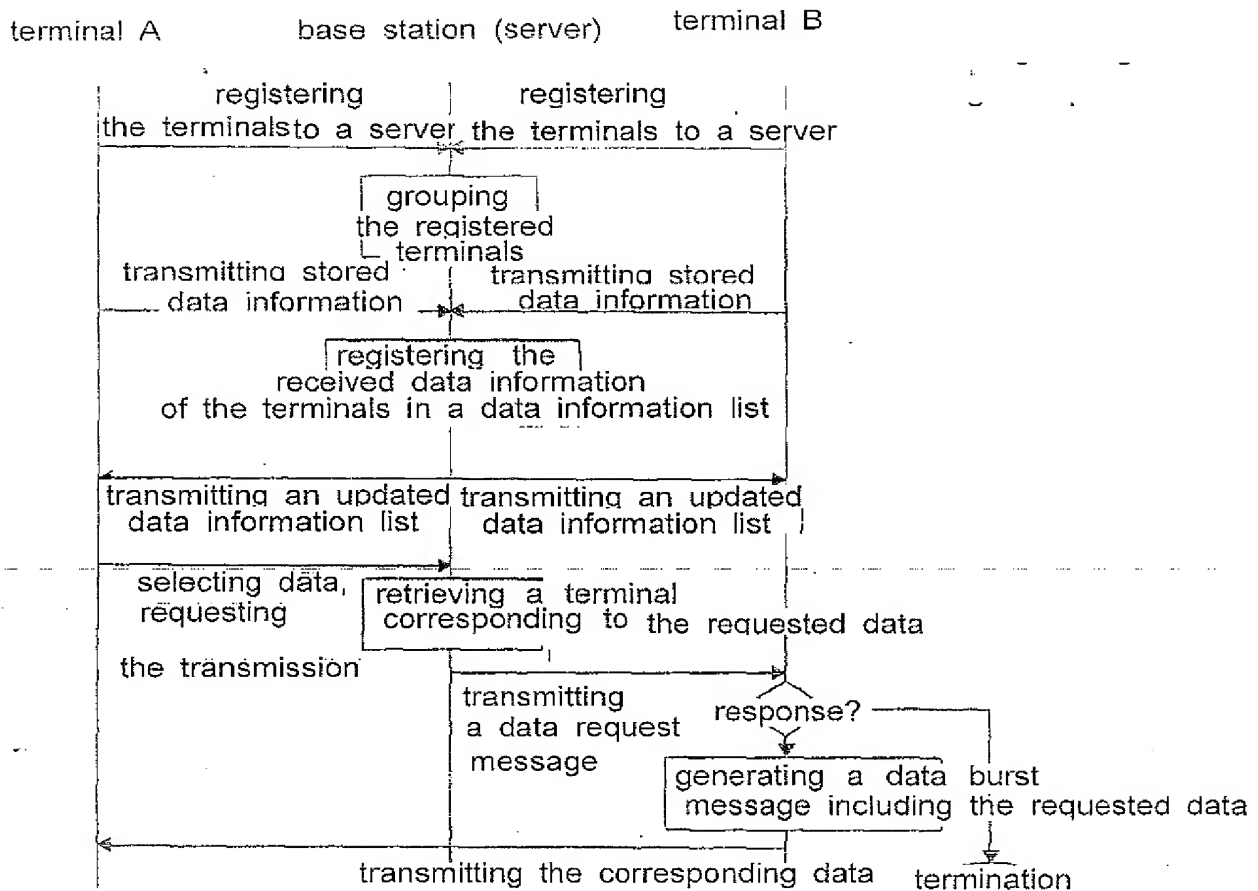 terminal A base station (server) terminal B
registering registering
the terminals to a server the terminals to a server
grouping
the registered
terminals
transmitting stored transmitting stored
data information data information
registering the
received data information
of the terminals in a data information list
transmitting an updated transmitting an updated
data information list data information list
selecting data,
requesting
the transmission
retrieving a terminal
corresponding to the requested data
transmitting
a data request
message
response?
generating a data burst
message including the requested data
transmitting the corresponding data
termination